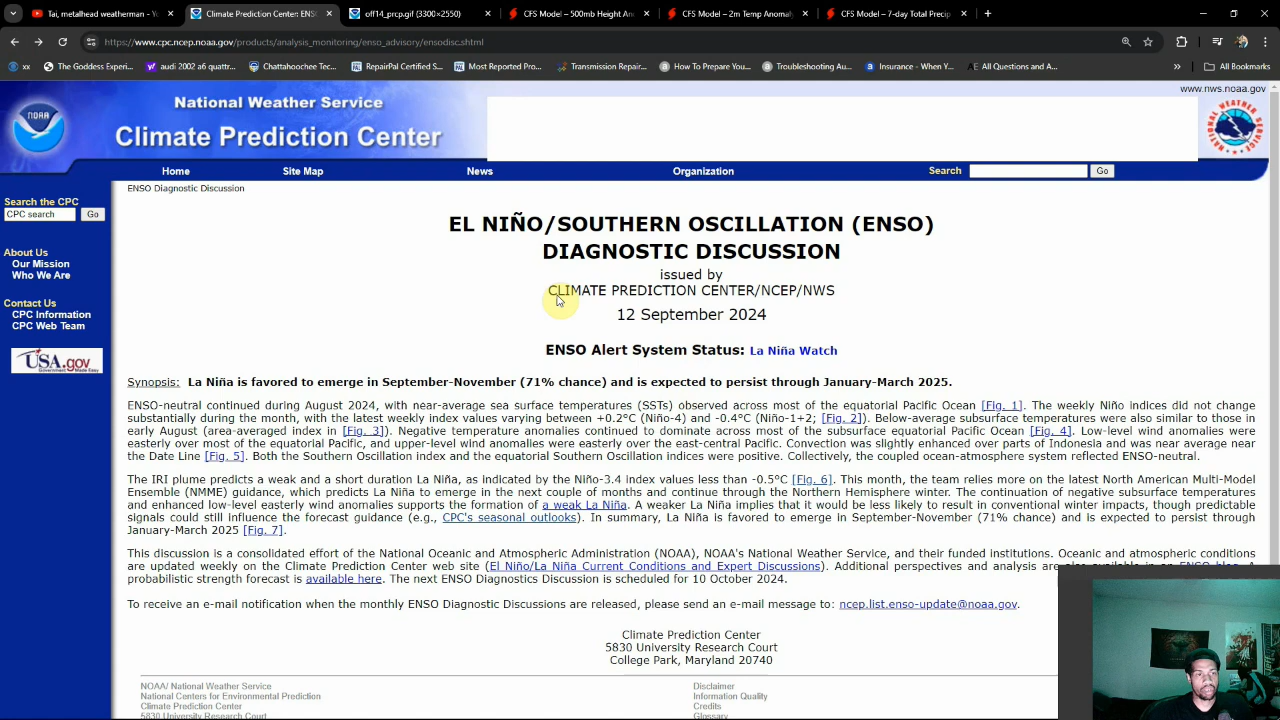 Tai, metalhead weatherman - Y
Climate Prediction Center: ENS
off14_prcp.gif (3300×2550)
CFS Model – 500mb Height An
CFS Model – 2m Temp Anomal
CFS Model – 7-day Total Precip
https://www.cpc.ncep.noaa.gov/products/analysis_monitoring/enso_advisory/ensodisc.shtml
xx
The Goddess Experi...
audi 2002 a6 quattr...
Chattahoochee Tec...
RepairPal Certified S...
Most Reported Pro...
Transmission Repair...
How To Prepare You...
Troubleshooting Au...
Insurance - When Y...
All Questions and A...
All Bookmarks
www.nws.noaa.gov
NOAA
National Weather Service
Climate Prediction Center
Home
Site Map
News
Organization
Search
Go
Search the CPC
CPC search
Go
About Us
Our Mission
Who We Are
Contact Us
CPC Information
CPC Web Team
USA.gov
ENSO Diagnostic Discussion
EL NIÑO/SOUTHERN OSCILLATION (ENSO)
DIAGNOSTIC DISCUSSION
issued by
CLIMATE PREDICTION CENTER/NCEP/NWS
12 September 2024
ENSO Alert System Status: La Niña Watch
Synopsis: La Niña is favored to emerge in September-November (71% chance) and is expected to persist through January-March 2025.
ENSO-neutral continued during August 2024, with near-average sea surface temperatures (SSTs) observed across most of the equatorial Pacific Ocean [Fig. 1]. The weekly Niño indices did not change
substantially during the month, with the latest weekly index values varying between +0.2°C (Niño-4) and -0.4°C (Niño-1+2; [Fig. 2]). Below-average subsurface temperatures were also similar to those in
early August (area-averaged index in [Fig. 3]). Negative temperature anomalies continued to dominate across most of the subsurface equatorial Pacific Ocean [Fig. 4]. Low-level wind anomalies were
easterly over most of the equatorial Pacific, and upper-level wind anomalies were easterly over the east-central Pacific. Convection was slightly enhanced over parts of Indonesia and was near average near
the Date Line [Fig. 5]. Both the Southern Oscillation index and the equatorial Southern Oscillation indices were positive. Collectively, the coupled ocean-atmosphere system reflected ENSO-neutral.
The IRI plume predicts a weak and a short duration La Niña, as indicated by the Niño-3.4 index values less than -0.5°C [Fig. 6]. This month, the team relies more on the latest North American Multi-Model
Ensemble (NMME) guidance, which predicts La Niña to emerge in the next couple of months and continue through the Northern Hemisphere winter. The continuation of negative subsurface temperatures
and enhanced low-level easterly wind anomalies supports the formation of a weak La Niña. A weaker La Niña implies that it would be less likely to result in conventional winter impacts, though predictable
signals could still influence the forecast guidance (e.g., CPC's seasonal outlooks). In summary, La Niña is favored to emerge in September-November (71% chance) and is expected to persist through
January-March 2025 [Fig. 7].
This discussion is a consolidated effort of the National Oceanic and Atmospheric Administration (NOAA), NOAA's National Weather Service, and their funded institutions. Oceanic and atmospheric conditions
are updated weekly on the Climate Prediction Center web site (El Niño/La Niña Current Conditions and Expert Discussions). Additional perspectives and analysis are also available in an ENSO blog. A
probabilistic strength forecast is available here. The next ENSO Diagnostics Discussion is scheduled for 10 October 2024.
To receive an e-mail notification when the monthly ENSO Diagnostic Discussions are released, please send an e-mail message to: ncep.list.enso-update@noaa.gov.
Climate Prediction Center
5830 University Research Court
College Park, Maryland 20740
NOAA/ National Weather Service
National Centers for Environmental Prediction
Climate Prediction Center
5830 University Research Court
Disclaimer
Information Quality
Credits
Glossary